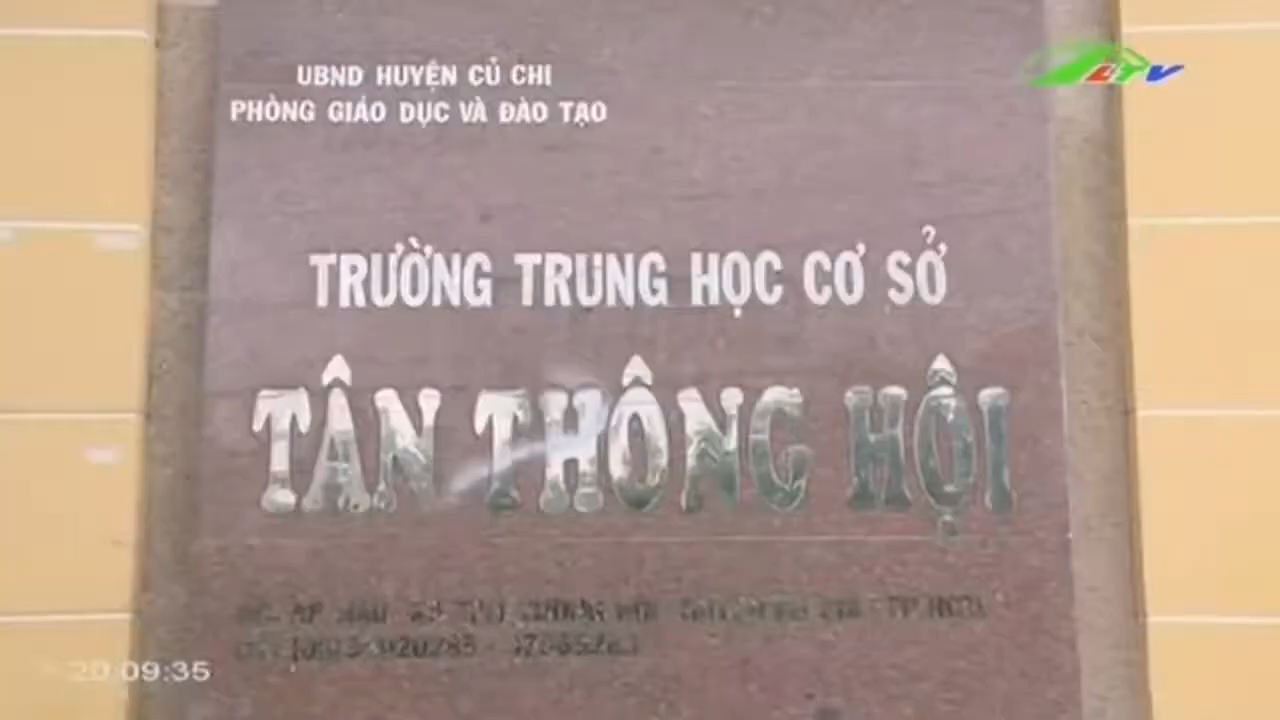 UBND HUYỆN CỦ CHI
LTV
PHÒNG GIÁO DỤC VÀ ĐÀO TẠO
TRƯỜNG TRUNG HỌC CƠ SỞ
TÂN THÔNG HỘI
20:09:35